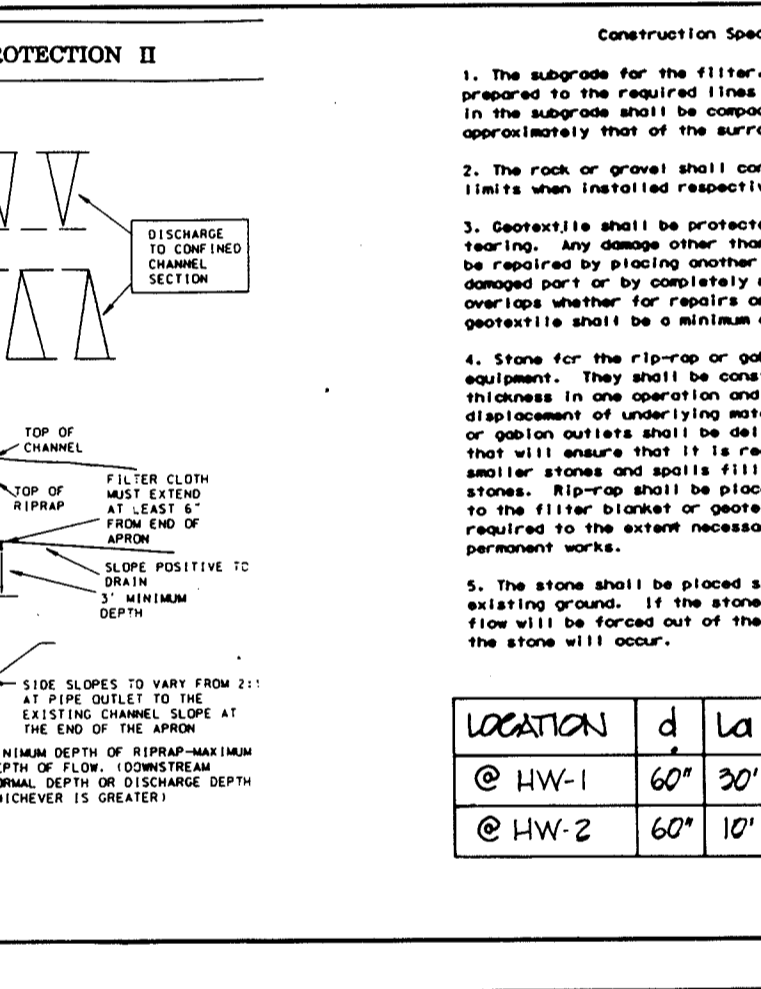 OTECTION II
DISCHARGE
TO CONFINED
CHANNEL
SECTION
TOP OF
CHANNEL
TOP OF
RIPRAP
FILTER CLOTH
MUST EXTEND
AT LEAST 6"
FROM END OF
APRON
SLOPE POSITIVE TO
DRAIN
3' MINIMUM
DEPTH
SIDE SLOPES TO VARY FROM 2:1
AT PIPE OUTLET TO THE
EXISTING CHANNEL SLOPE AT
THE END OF THE APRON
NIMUM DEPTH OF RIPRAP-MAXIMUM
PTH OF FLOW. (DOWNSTREAM
RMAL DEPTH OR DISCHARGE DEPTH
ICHEVER IS GREATER)
Construction Spec
1. The subgrade for the filter.
prepared to the required lines
in the subgrade shall be compac
approximately that of the surro
2. The rock or gravel shall con
limits when installed respectiv
3. Geotextile shall be protecte
tearing. Any damage other than
be repaired by placing another
damaged part or by completely
overlaps whether for repairs or
geotextile shall be a minimum
4. Stone for the rip-rap or gab
equipment. They shall be cons
thickness in one operation and
displacement of underlying mate
or gabion outlets shall be del
that will ensure that it is re
smaller stones and spalls fill
stones. Rip-rap shall be place
to the filter blanket or geote
required to the extent necessa
permanent works.
5. The stone shall be placed s
existing ground. If the stone
flow will be forced out of the
the stone will occur.
LOCATION d La
@ HW-1 60" 30'
@ HW-2 60" 10'